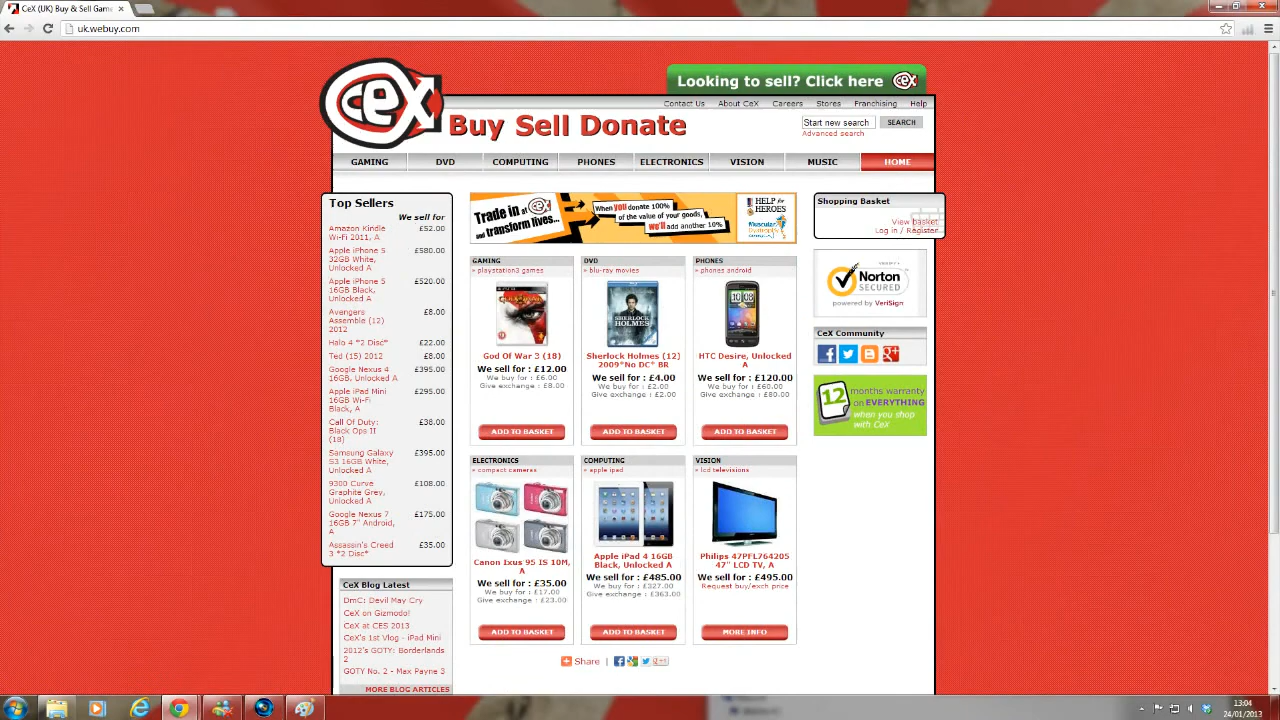 CeX (UK) Buy & Sell Game
uk.webuy.com
cex
Looking to sell? Click here cex
Contact Us About CeX Careers Stores Franchising Help
Buy Sell Donate
Start new search SEARCH
Advanced search
GAMING DVD COMPUTING PHONES ELECTRONICS VISION MUSIC HOME
Top Sellers
We sell for
Amazon Kindle £52.00
Wi-Fi 2011, A
Apple iPhone 5 £580.00
32GB White,
Unlocked A
Apple iPhone 5 £520.00
16GB Black,
Unlocked A
Avengers £8.00
Assemble (12)
2012
Halo 4 *2 Disc* £22.00
Ted (15) 2012 £8.00
Google Nexus 4 £395.00
16GB, Unlocked A
Apple iPad Mini £295.00
16GB Wi-Fi
Black, A
Call Of Duty: £38.00
Black Ops II
(18)
Samsung Galaxy £395.00
S3 16GB White,
Unlocked A
9300 Curve £108.00
Graphite Grey,
Unlocked A
Google Nexus 7 £175.00
16GB 7" Android,
A
Assassin's Creed £35.00
3 *2 Disc*
CeX Blog Latest
DmC: Devil May Cry
CeX on Gizmodo!
CeX at CES 2013
CeX's 1st Vlog - iPad Mini
2012's GOTY: Borderlands
2
GOTY No. 2 - Max Payne 3
MORE BLOG ARTICLES
Trade in at cex
and transform lives...
When you donate 100%
of the value of your goods,
we'll add another 10%
HELP for
HEROES
Muscular
Dystrophy
GAMING
» playstation3 games
God Of War 3 (18)
We sell for : £12.00
We buy for : £6.00
Give exchange : £8.00
ADD TO BASKET
DVD
» blu-ray movies
SHERLOCK
HOLMES
Sherlock Holmes (12)
2009*No DC* BR
We sell for : £4.00
We buy for : £2.00
Give exchange : £2.00
ADD TO BASKET
PHONES
» phones android
HTC Desire, Unlocked
A
We sell for : £120.00
We buy for : £60.00
Give exchange : £80.00
ADD TO BASKET
ELECTRONICS
» compact cameras
Canon Ixus 95 IS 10M,
A
We sell for : £35.00
We buy for : £17.00
Give exchange : £23.00
ADD TO BASKET
COMPUTING
» apple ipad
Apple iPad 4 16GB
Black, Unlocked A
We sell for : £485.00
We buy for : £327.00
Give exchange : £363.00
ADD TO BASKET
VISION
» lcd televisions
Philips 47PFL764205
47" LCD TV, A
We sell for : £495.00
Request buy/exch price
MORE INFO
Share |
Shopping Basket
View basket
Log in / Register
Norton
SECURED
powered by VeriSign
CeX Community
12 months warranty
on EVERYTHING
when you shop
with CeX
13:04
24/01/2013